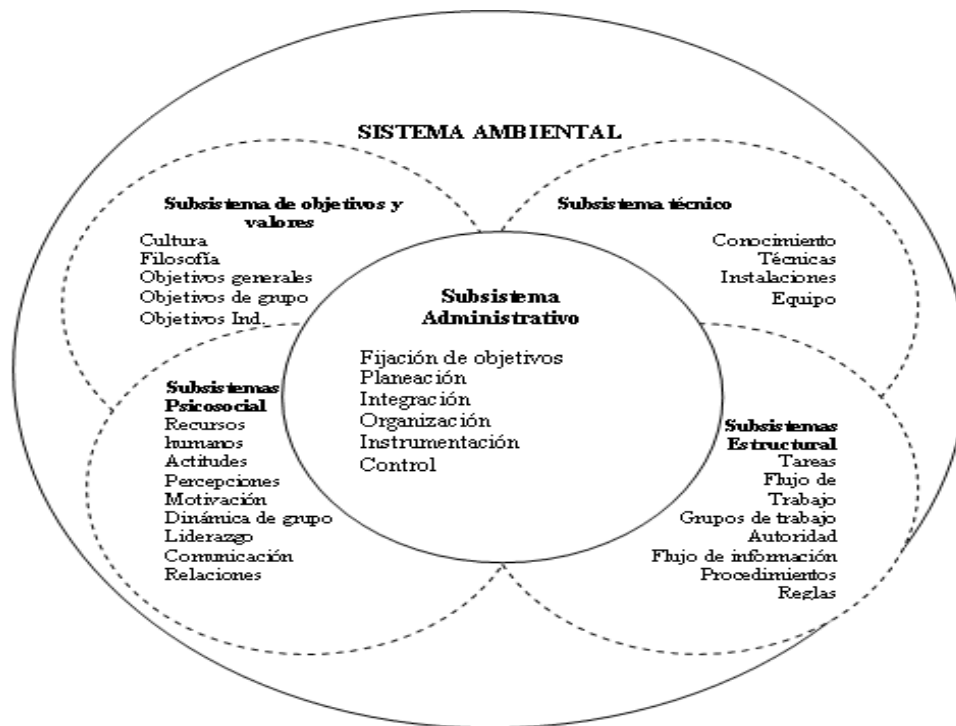 SISTEMA AMBIENTAL
Subsistema de objetivos y
valores
Cultura
Filosofía
Objetivos generales
Objetivos de grupo
Objetivos Ind.
Subsistema técnico
Conocimiento
Técnicas
Instalaciones
Equipo
Subsistema
Administrativo
Fijación de objetivos
Planeación
Integración
Organización
Instrumentación
Control
Subsistemas
Psicosocial
Recursos
humanos
Actitudes
Percepciones
Motivación
Dinámica de grupo
Liderazgo
Comunicación
Relaciones
Subsistemas
Estructural
Tareas
Flujo de
Trabajo
Grupos de trabajo
Autoridad
Flujo de información
Procedimientos
Reglas